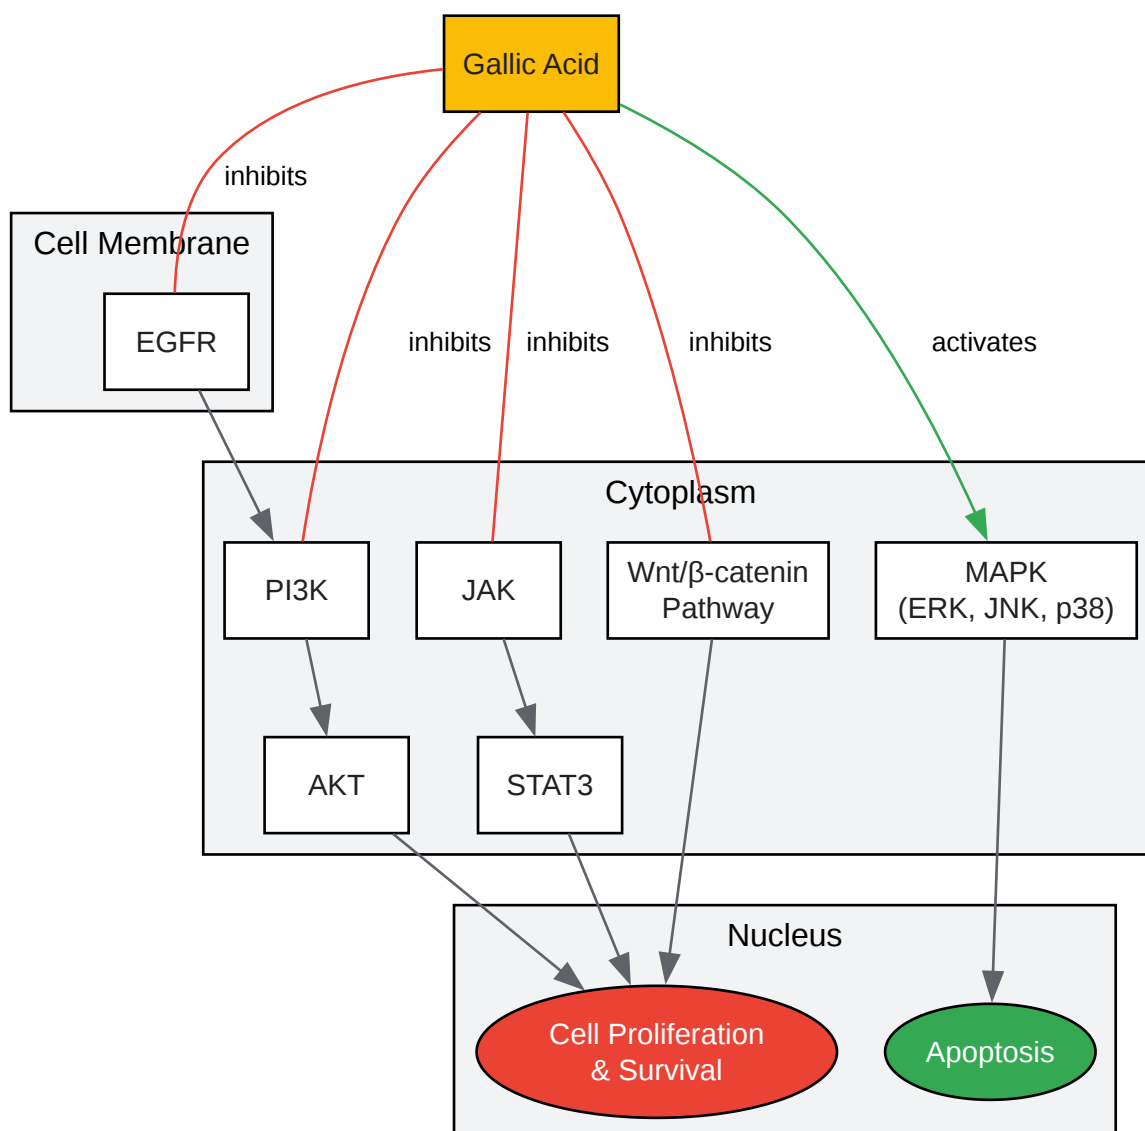 Gallic Acid
inhibits
Cell Membrane
EGFR
inhibits
inhibits
inhibits
activates
Cytoplasm
PI3K
JAK
Wnt/β-catenin
Pathway
MAPK
(ERK, JNK, p38)
AKT
STAT3
Nucleus
Cell Proliferation
& Survival
Apoptosis